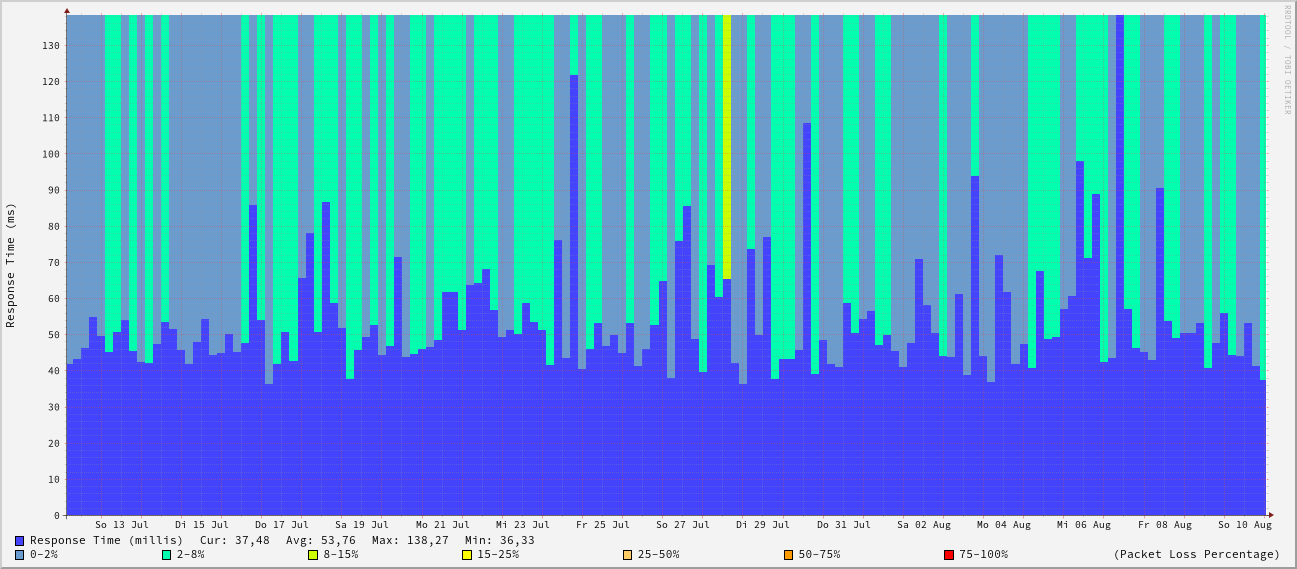 RRDTOOL / TOBI OETIKER
Response Time (ms)
130
120
110
100
90
80
70
60
50
40
30
20
10
0
So 13 Jul Di 15 Jul Do 17 Jul Sa 19 Jul Mo 21 Jul Mi 23 Jul Fr 25 Jul So 27 Jul Di 29 Jul Do 31 Jul Sa 02 Aug Mo 04 Aug Mi 06 Aug Fr 08 Aug So 10 Aug
Response Time (millis) Cur: 37,48 Avg: 53,76 Max: 138,27 Min: 36,33
0-2% 2-8% 8-15% 15-25% 25-50% 50-75% 75-100% (Packet Loss Percentage)